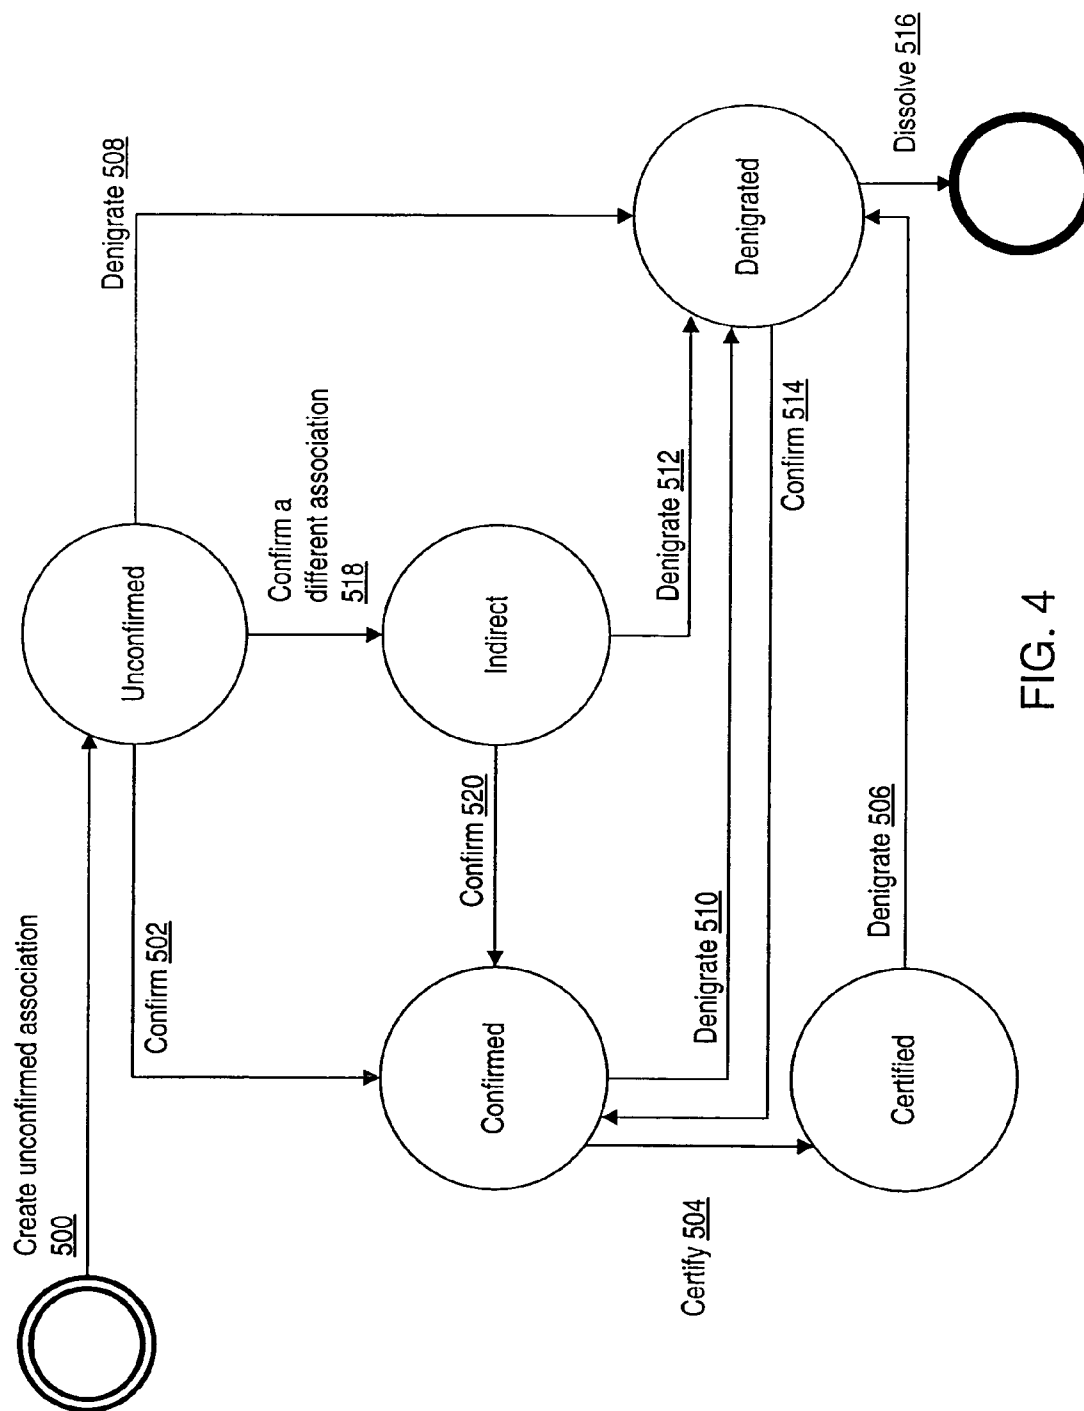 Create unconfirmed association
500
Confirm 502
Unconfirmed
Denigrate 508
Confirm a
different association
518
Confirmed
Confirm 520
Indirect
Denigrate 512
Denigrated
Dissolve 516
Denigrate 510
Confirm 514
Certify 504
Certified
Denigrate 506
FIG. 4